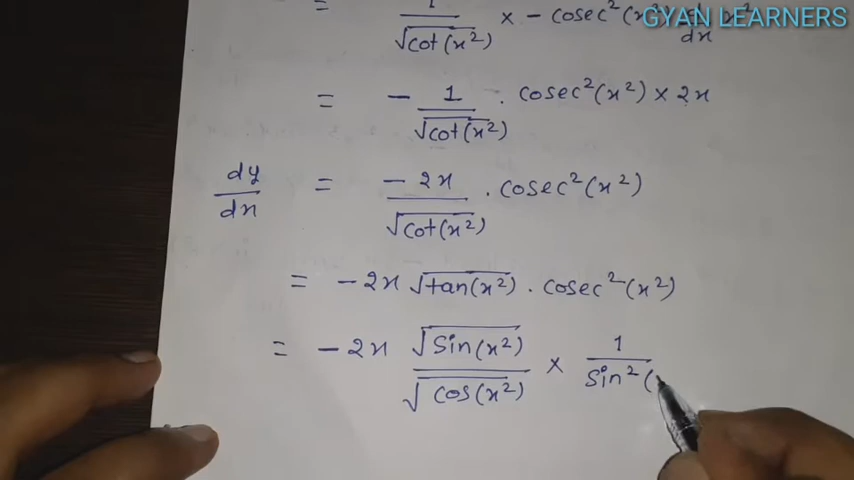 GYAN LEARNERS
= 1/√cot(x²) × - cosec²(x²) d/dx x²
= - 1/√cot(x²) . cosec²(x²) × 2x
dy/dx = - 2x/√cot(x²) . cosec²(x²)
= - 2x √tan(x²) . cosec²(x²)
= - 2x √Sin(x²)/√cos(x²) × 1/Sin²(